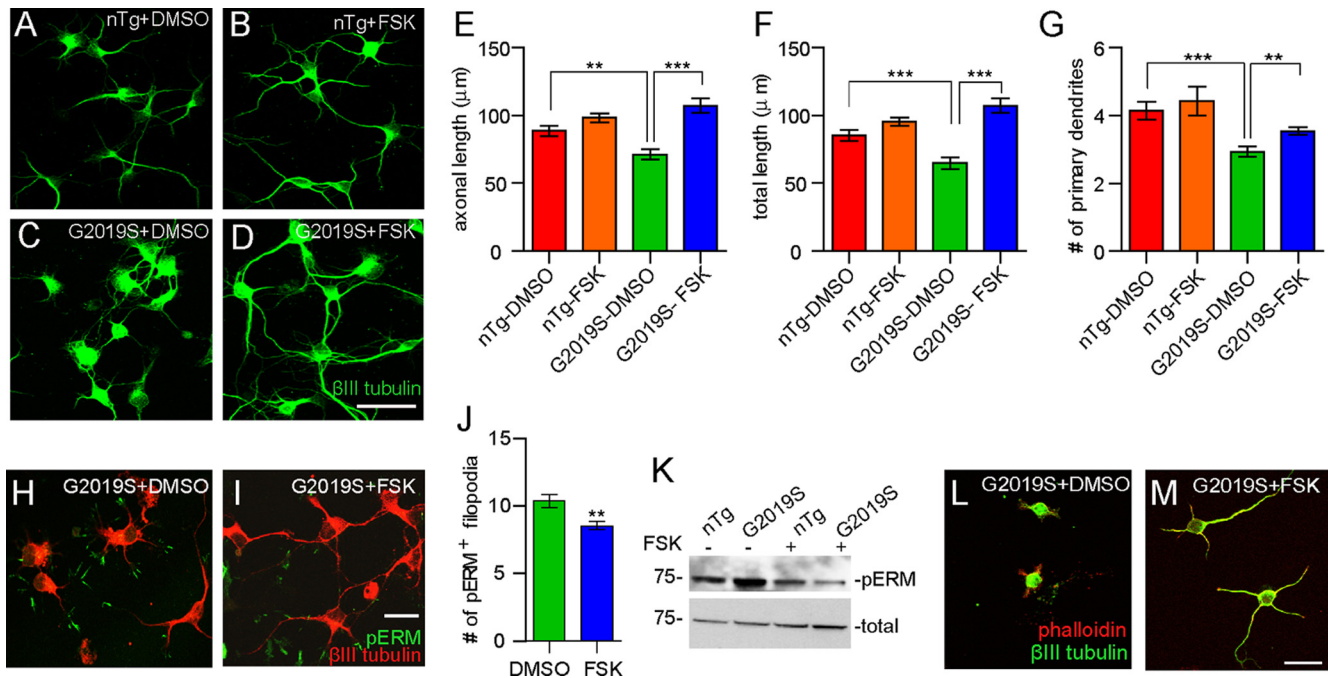 A
nTg+DMSO
B
nTg+FSK
C
G2019S+DMSO
D
G2019S+FSK
βIII tubulin
E
axonal length (μm)
150
100
50
0
**
***
nTg-DMSO
nTg-FSK
G2019S-DMSO
G2019S- FSK
F
total length (μ m)
150
100
50
0
***
***
nTg-DMSO
nTg-FSK
G2019S-DMSO
G2019S- FSK
G
# of primary dendrites
6
4
2
0
***
**
nTg-DMSO
nTg-FSK
G2019S-DMSO
G2019S-FSK
H
G2019S+DMSO
I
G2019S+FSK
pERM
βIII tubulin
J
# of pERM+ filopodia
15
10
5
0
**
DMSO
FSK
K
nTg
G2019S
nTg
G2019S
FSK - - + +
75-
-pERM
75-
-total
L
G2019S+DMSO
phalloidin
βIII tubulin
M
G2019S+FSK